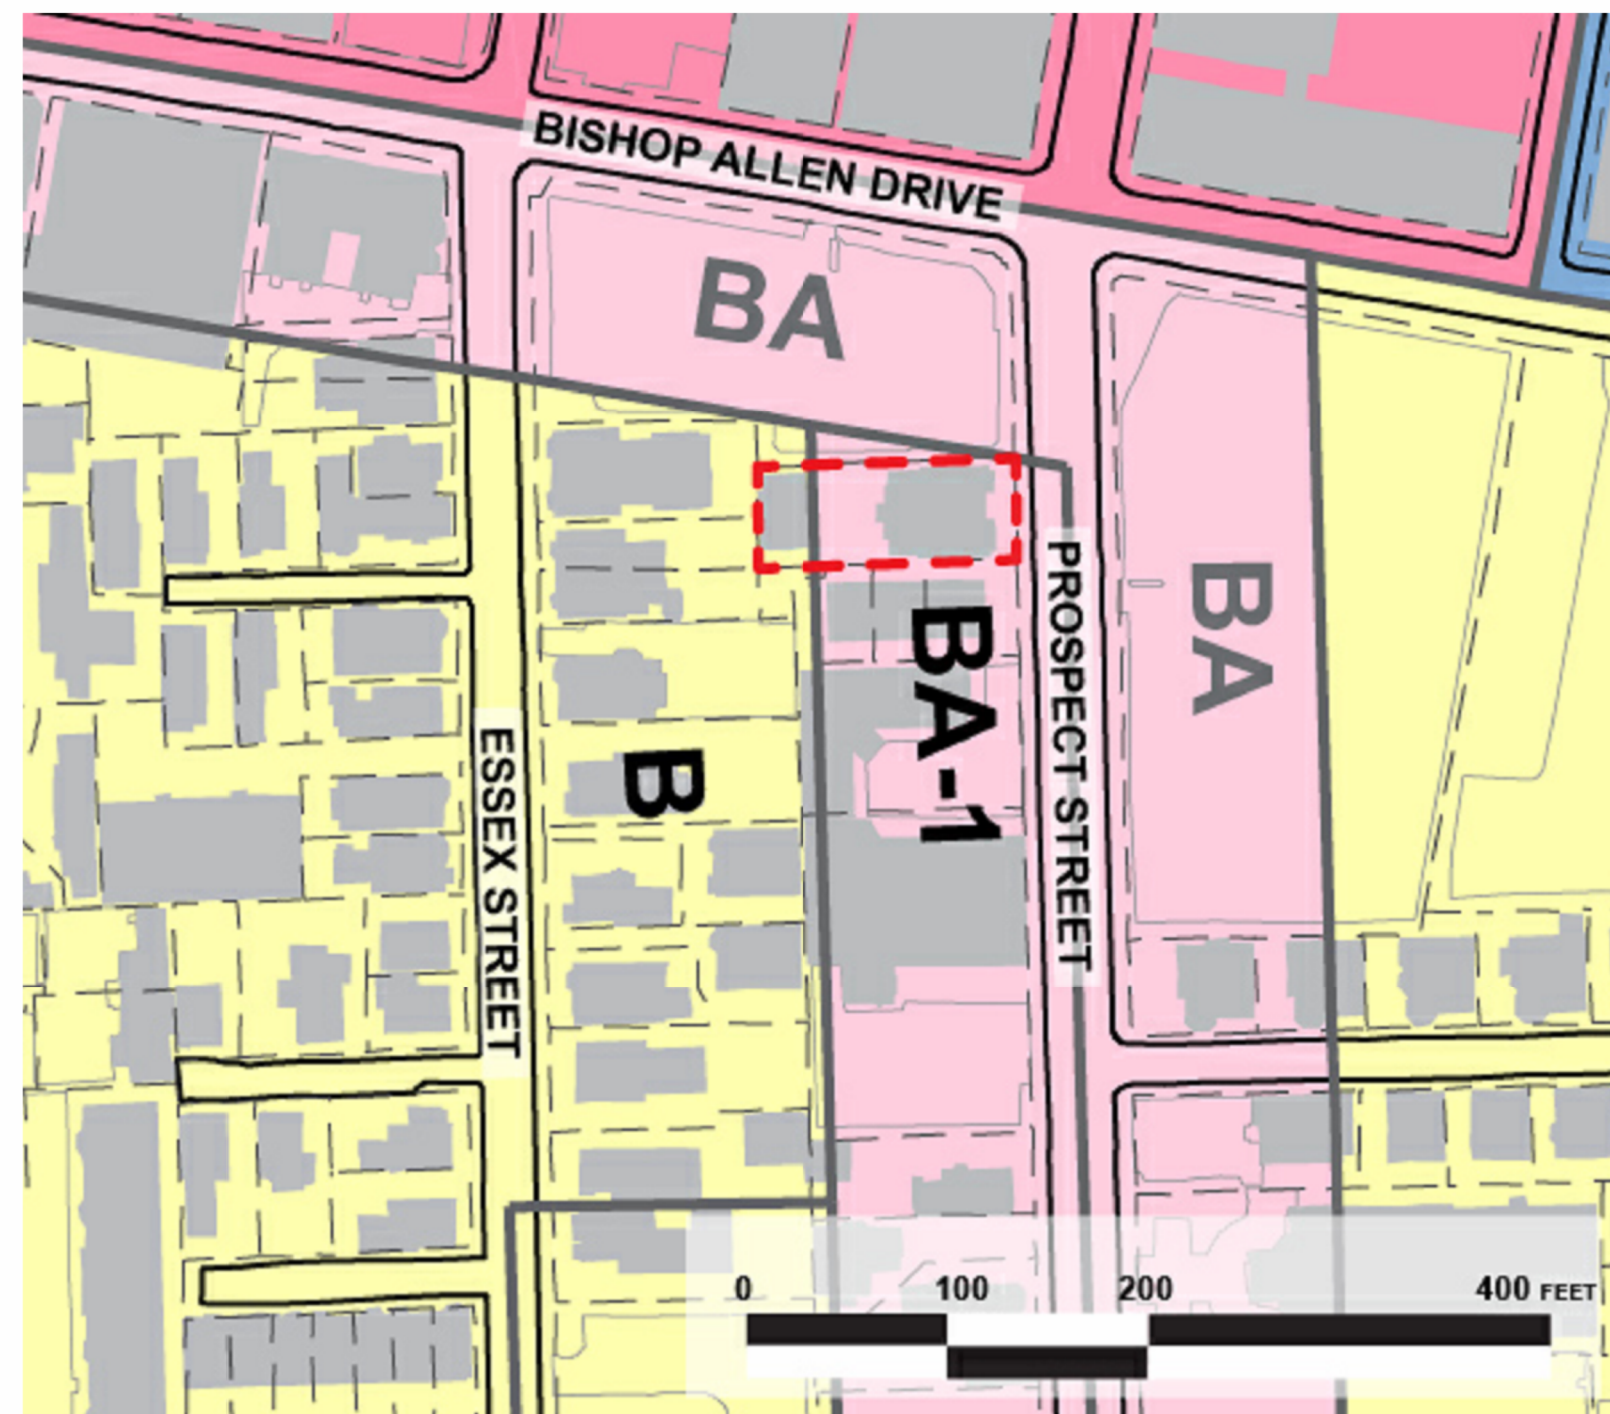 BISHOP ALLEN DRIVE
BA
BA
BA-1
PROSPECT STREET
B
ESSEX STREET
0 100 200 400 FEET